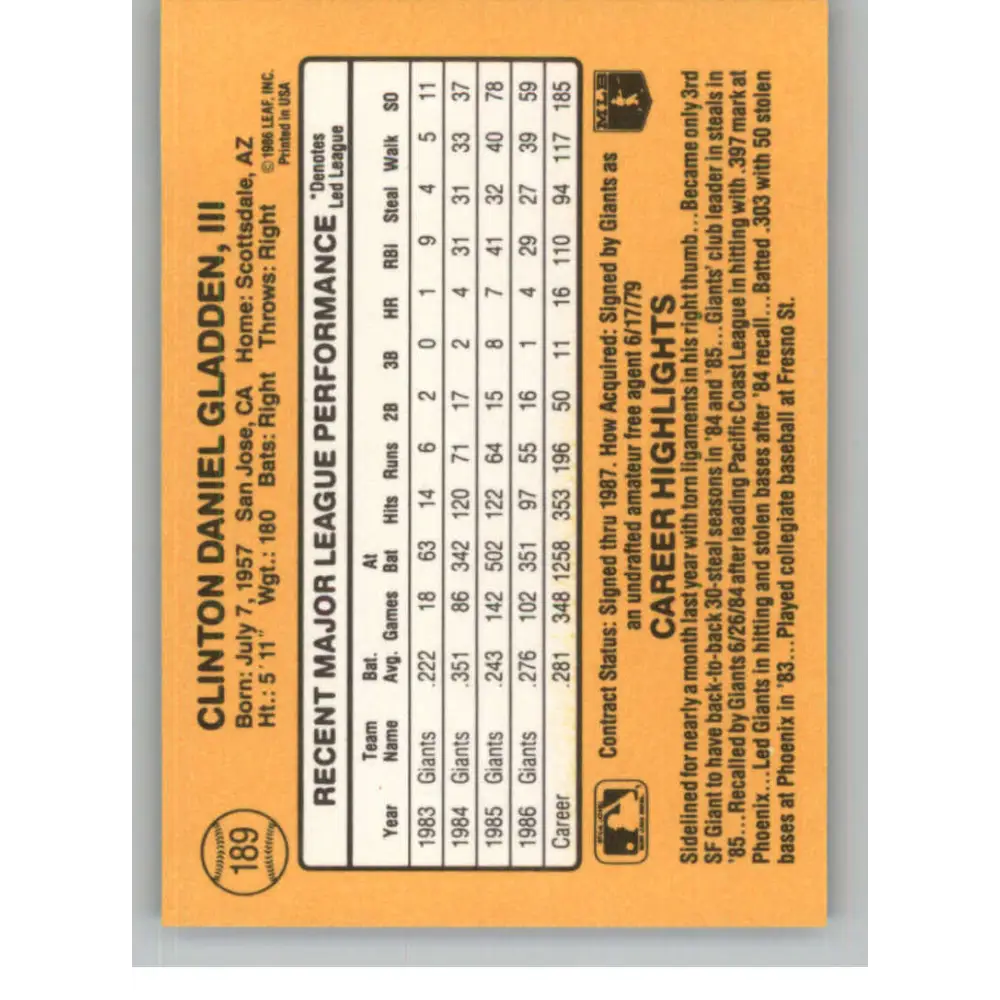 189
CLINTON DANIEL GLADDEN, III
Born: July 7, 1957 San Jose, CA Home: Scottsdale, AZ
Ht.: 5'11" Wgt.: 180 Bats: Right Throws: Right
© 1986 LEAF, INC.
Printed in USA
RECENT MAJOR LEAGUE PERFORMANCE
*Denotes
Led League
Year Team Name Bat. Avg. Games At Bat Hits Runs 2B 3B HR RBI Steal Walk SO
1983 Giants .222 18 63 14 6 2 0 1 9 4 5 11
1984 Giants .351 86 342 120 71 17 2 4 31 31 33 37
1985 Giants .243 142 502 122 64 15 8 7 41 32 40 78
1986 Giants .276 102 351 97 55 16 1 4 29 27 39 59
Career .281 348 1258 353 196 50 11 16 110 94 117 185
Contract Status: Signed thru 1987. How Acquired: Signed by Giants as
an undrafted amateur free agent 6/17/79
MLB
CAREER HIGHLIGHTS
Sidelined for nearly a month last year with torn ligaments in his right thumb...Became only 3rd
SF Giant to have back-to-back 30-steal seasons in '84 and '85...Giants' club leader in steals in
'85...Recalled by Giants 6/26/84 after leading Pacific Coast League in hitting with .397 mark at
Phoenix...Led Giants in hitting and stolen bases after '84 recall...Batted .303 with 50 stolen
bases at Phoenix in '83...Played collegiate baseball at Fresno St.